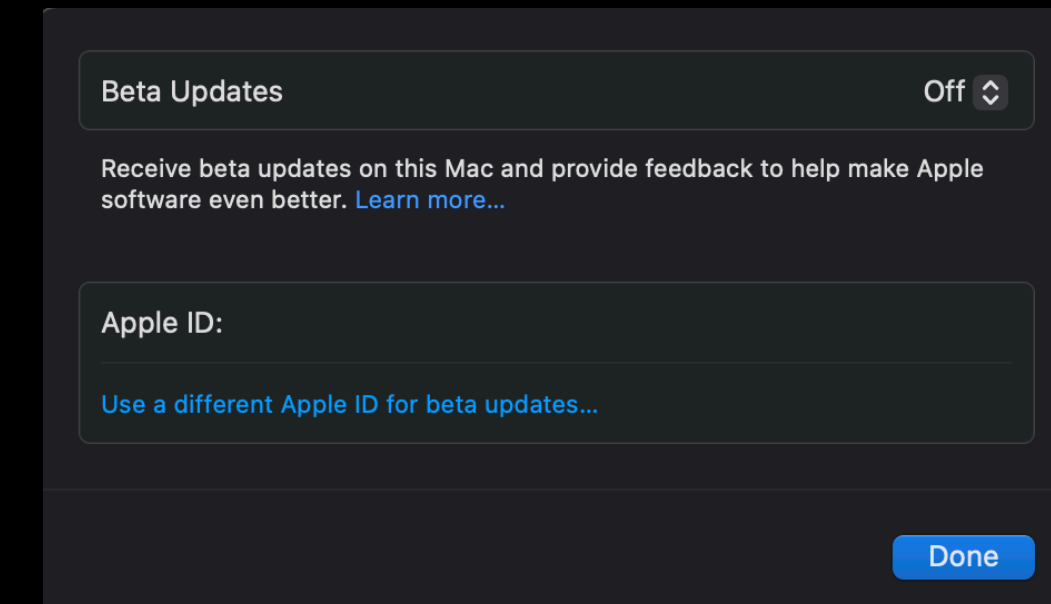 Beta Updates Off
Receive beta updates on this Mac and provide feedback to help make Apple
software even better. Learn more...
Apple ID:
Use a different Apple ID for beta updates...
Done